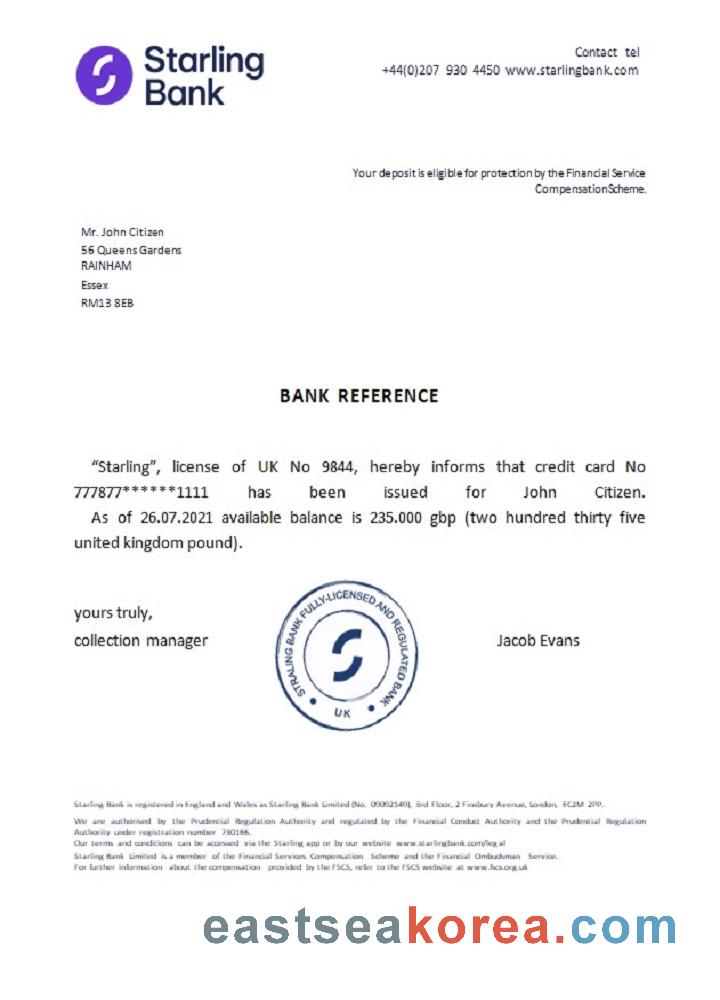 Starling
Bank
Contact tel
+44(0)207 930 4450 www.starlingbank.com
Your deposit is eligible for protection by the Financial Service
CompensationScheme.
Mr. John Citizen
56 Queens Gardens
RAINHAM
Essex
RM13 8EB
BANK REFERENCE
“Starling”, license of UK No 9844, hereby informs that credit card No
777877******1111 has been issued for John Citizen.
As of 26.07.2021 available balance is 235.000 gbp (two hundred thirty five
united kingdom pound).
yours truly,
collection manager
STRALING BANK FULLY-LICENSED AND REGULATED BANK
UK
Jacob Evans
Starling Bank is registered in England and Wales as Starling Bank Limited (No. 09092149), 3rd Floor, 2 Finsbury Avenue, London, EC2M 2PP.
We are authorised by the Prudential Regulation Authority and regulated by the Financial Conduct Authority and the Prudential Regulation
Authority under registration number 730166.
Our terms and conditions can be accessed via the Starling app or by our website www.starlingbank.com/legal
Starling Bank Limited is a member of the Financial Services Compensation Scheme and the Financial Ombudsman Service.
For further information about the compensation provided by the FSCS, refer to the FSCS website at www.fscs.org.uk
eastseakorea.com